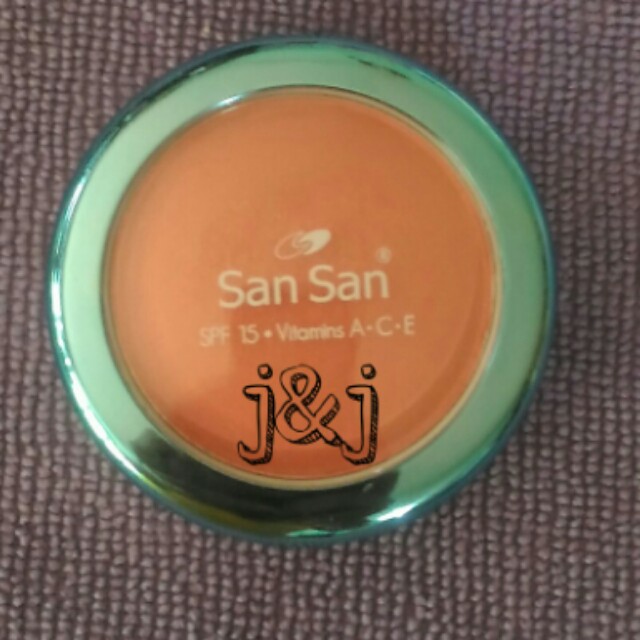 San San®
SPF 15 • Vitamins A•C•E
j&j